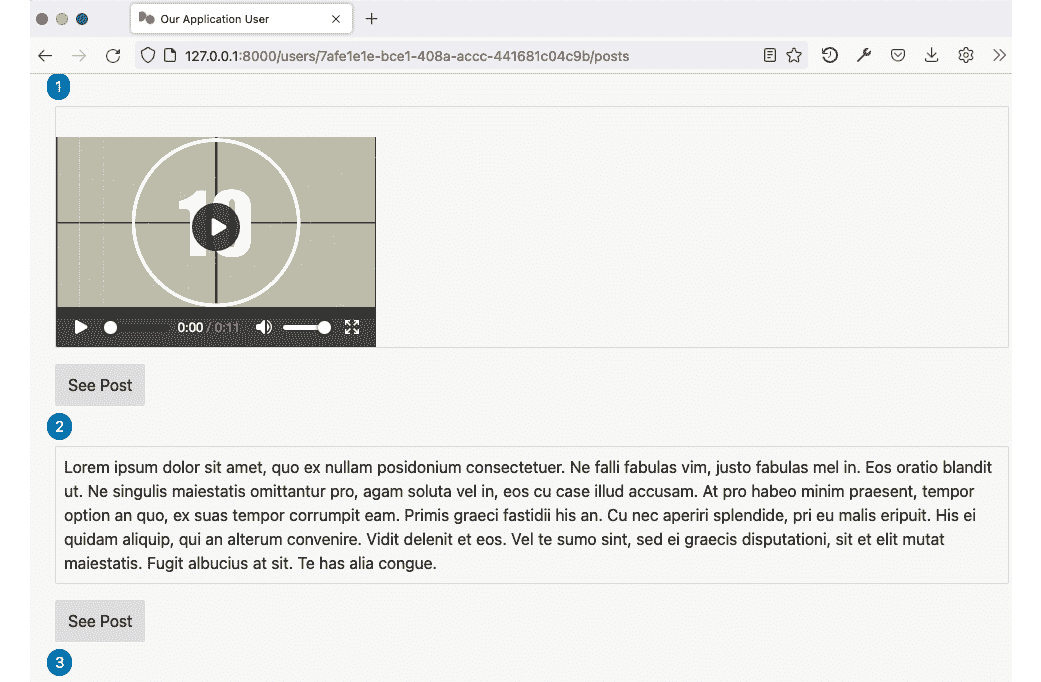 Our Application User
127.0.0.1:8000/users/7afe1e1e-bce1-408a-accc-441681c04c9b/posts
1
10
0:00 / 0:11
See Post
2
Lorem ipsum dolor sit amet, quo ex nullam posidonium consectetuer. Ne falli fabulas vim, justo fabulas mel in. Eos oratio blandit
ut. Ne singulis maiestatis omittantur pro, agam soluta vel in, eos cu case illud accusam. At pro habeo minim praesent, tempor
option an quo, ex suas tempor corrumpit eam. Primis graeci fastidii his an. Cu nec aperiri splendide, pri eu malis eripuit. His ei
quidam aliquip, qui an alterum convenire. Vidit delenit et eos. Vel te sumo sint, sed ei graecis disputationi, sit et elit mutat
maiestatis. Fugit albucius at sit. Te has alia congue.
See Post
3